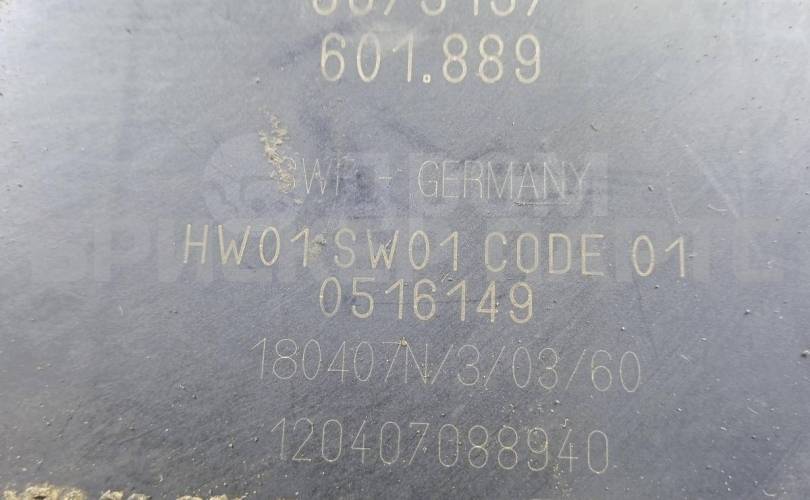 601.889
SWF - GERMANY
HW01 SW01 CODE 01
0516149
180407N/3/03/60
120407088940